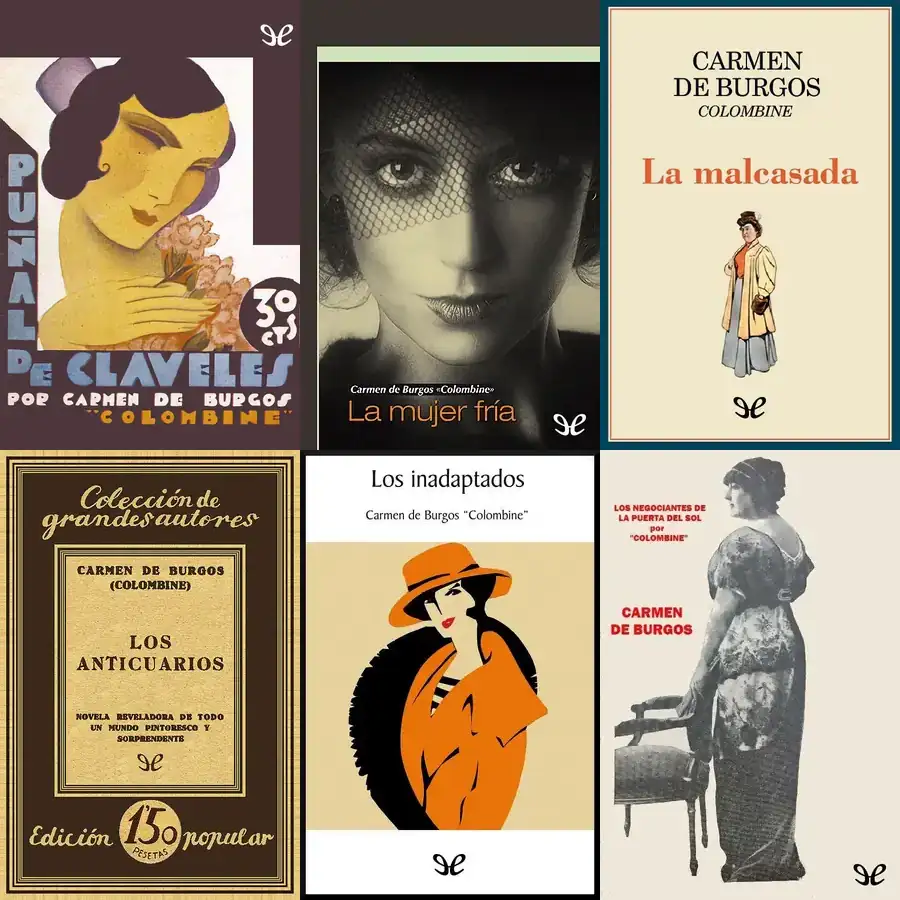 PUÑAL
DE CLAVELES
30
CTS
POR CARMEN DE BURGOS
"COLOMBINE"
Carmen de Burgos «Colombine»
La mujer fría
CARMEN
DE BURGOS
COLOMBINE
La malcasada
Colección de
grandes autores
CARMEN DE BURGOS
(COLOMBINE)
LOS
ANTICUARIOS
NOVELA REVELADORA DE TODO
UN MUNDO PINTORESCO Y
SORPRENDENTE
Edición 1'50 popular
PESETAS
Los inadaptados
Carmen de Burgos "Colombine"
LOS NEGOCIANTES DE
LA PUERTA DEL SOL
por
"COLOMBINE"
CARMEN
DE BURGOS